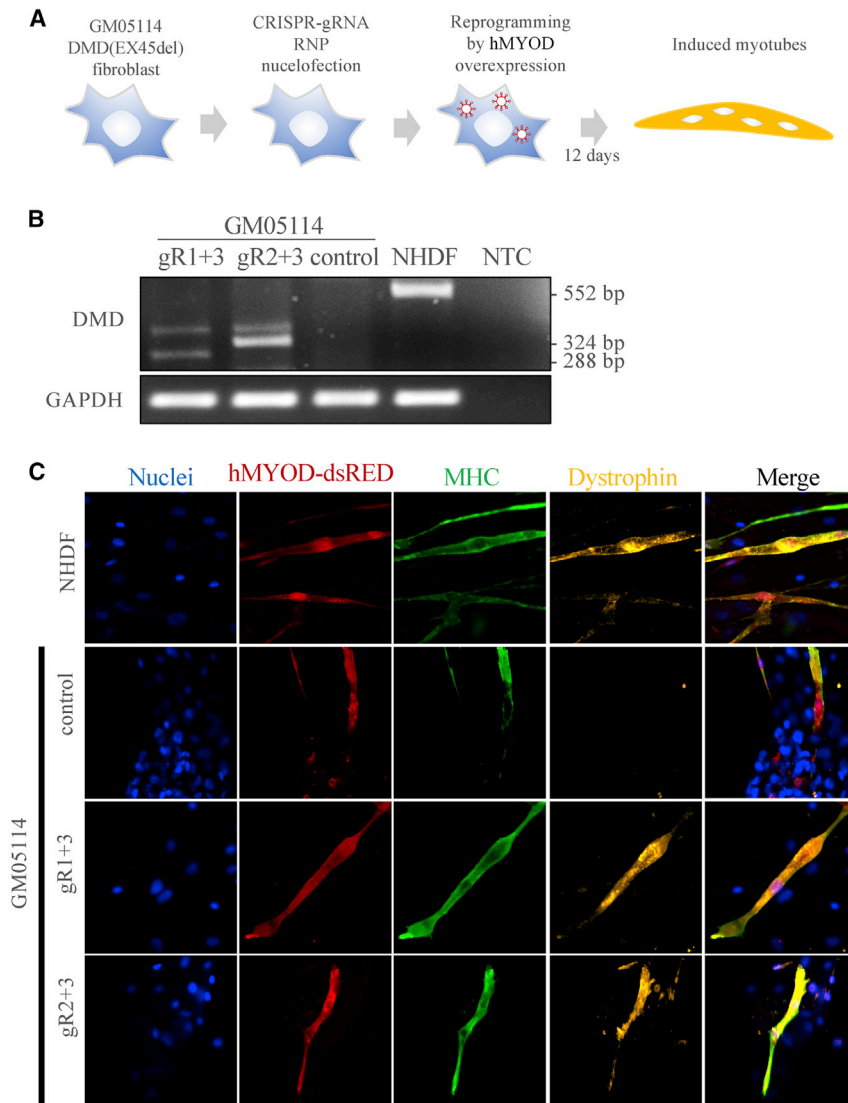 A
GM05114
DMD(EX45del)
fibroblast
CRISPR-gRNA
RNP
nucelofection
Reprogramming
by hMYOD
overexpression
12 days
Induced myotubes
B
GM05114
gR1+3 gR2+3 control NHDF NTC
DMD
552 bp
324 bp
288 bp
GAPDH
C
Nuclei hMYOD-dsRED MHC Dystrophin Merge
NHDF
GM05114
control
gR1+3
gR2+3